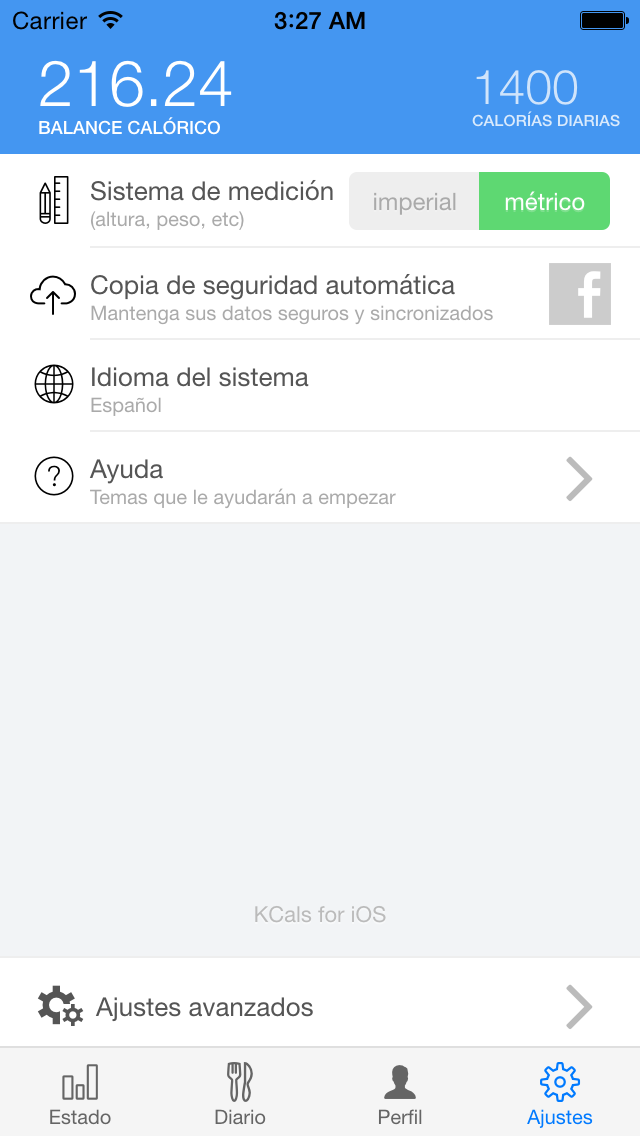 Carrier 3:27 AM
216.24 1400
BALANCE CALÓRICO CALORÍAS DIARIAS
Sistema de medición imperial métrico
(altura, peso, etc)
Copia de seguridad automática f
Mantenga sus datos seguros y sincronizados
Idioma del sistema
Español
? Ayuda
Temas que le ayudarán a empezar
KCals for iOS
Ajustes avanzados
Estado Diario Perfil Ajustes